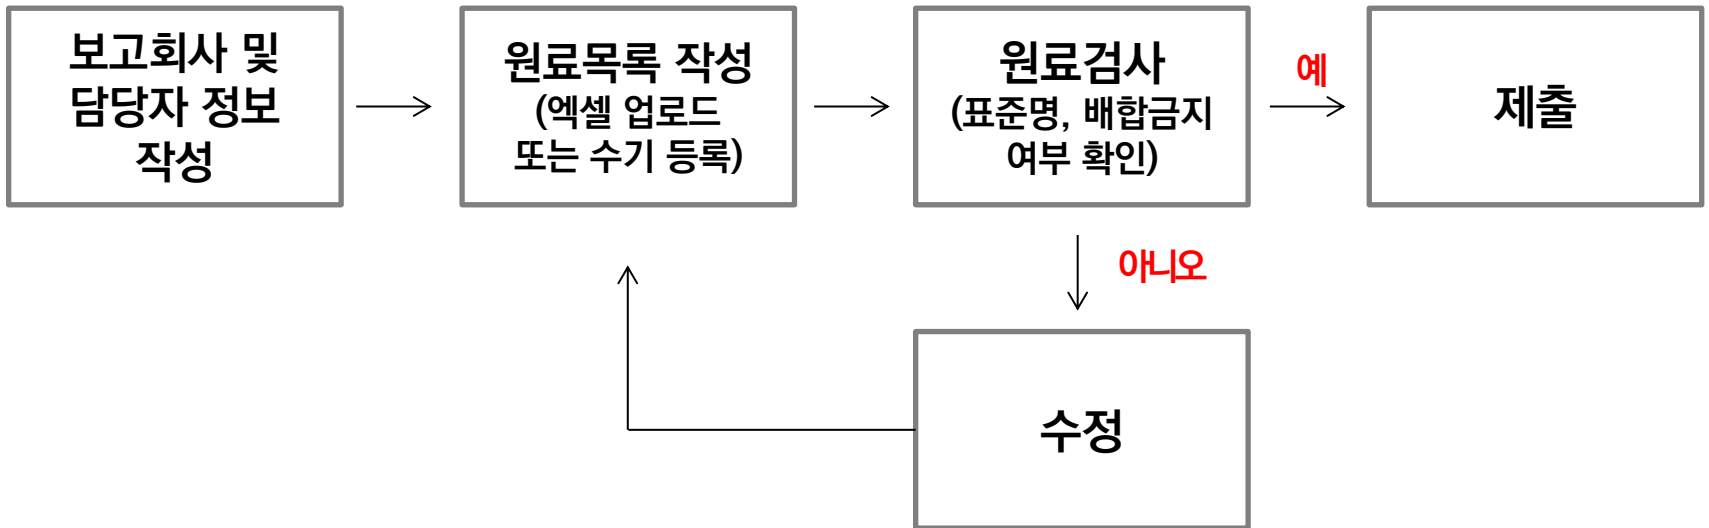 보고회사 및
담당자 정보
작성
원료목록 작성
(엑셀 업로드
또는 수기 등록)
원료검사
(표준명, 배합금지
여부 확인)
예
제출
아니오
수정